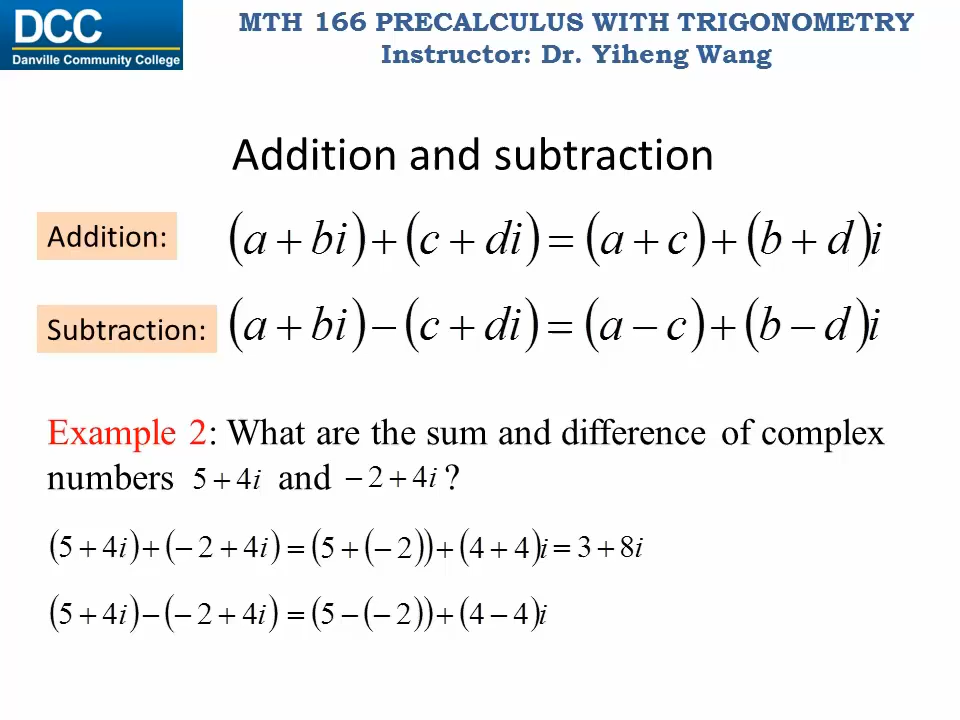 DCC
Danville Community College
MTH 166 PRECALCULUS WITH TRIGONOMETRY
Instructor: Dr. Yiheng Wang
Addition and subtraction
Addition: (a + bi) + (c + di) = (a + c) + (b + d)i
Subtraction: (a + bi) − (c + di) = (a − c) + (b − d)i
Example 2: What are the sum and difference of complex
numbers 5 + 4i and − 2 + 4i ?
(5 + 4i) + (− 2 + 4i) = (5 + (− 2)) + (4 + 4)i = 3 + 8i
(5 + 4i) − (− 2 + 4i) = (5 − (− 2)) + (4 − 4)i